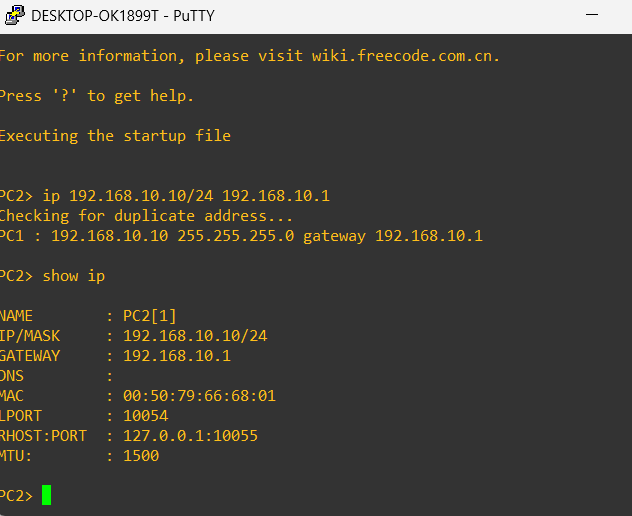 DESKTOP-OK1899T - PuTTY
For more information, please visit wiki.freecode.com.cn.
Press '?' to get help.
Executing the startup file
PC2> ip 192.168.10.10/24 192.168.10.1
Checking for duplicate address...
PC1 : 192.168.10.10 255.255.255.0 gateway 192.168.10.1
PC2> show ip
NAME        : PC2[1]
IP/MASK     : 192.168.10.10/24
GATEWAY     : 192.168.10.1
DNS         :
MAC         : 00:50:79:66:68:01
LPORT       : 10054
RHOST:PORT  : 127.0.0.1:10055
MTU:        : 1500
PC2>